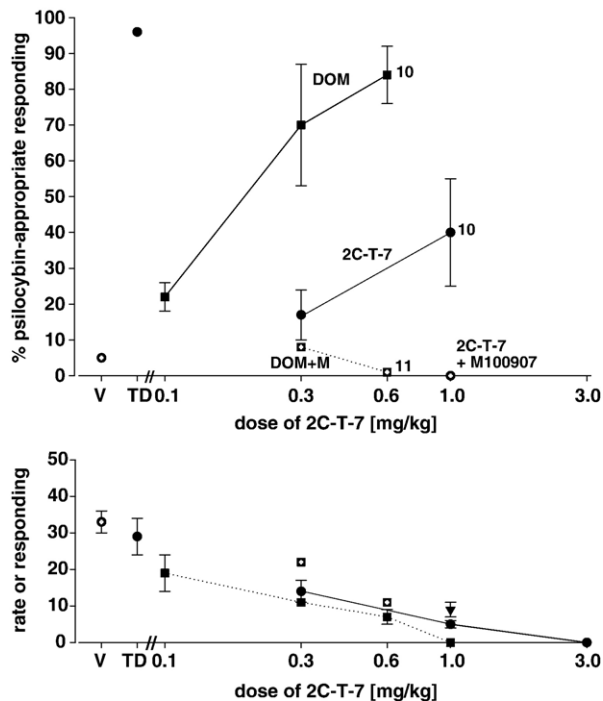 % psilocybin-appropriate responding
100
90
80
70
60
50
40
30
20
10
0
DOM
10
2C-T-7
10
DOM+M
11
2C-T-7
+ M100907
V
TD
0.1
0.3
0.6
1.0
3.0
dose of 2C-T-7 [mg/kg]
rate or responding
50
40
30
20
10
0
V
TD
0.1
0.3
0.6
1.0
3.0
dose of 2C-T-7 [mg/kg]